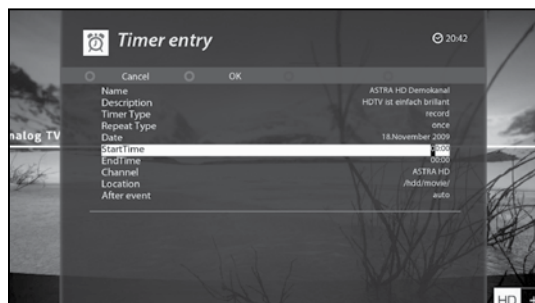 Timer entry
20:42
Cancel OK
Name ASTRA HD Demokanal
Description HDTV ist einfach brillant
Timer Type record
Repeat Type once
Date 18.November 2009
StartTime 00:00
EndTime 00:00
Channel ASTRA HD
Location /hdd/movie/
After event auto
nalog TV
HD